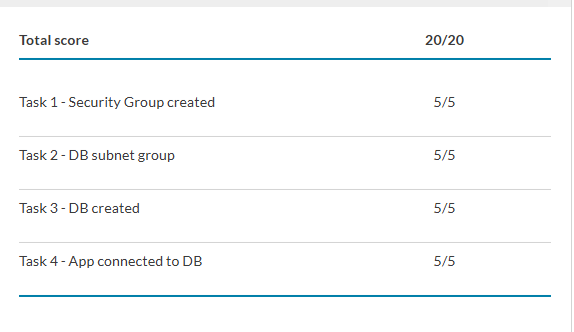 Total score 20/20
Task 1 - Security Group created 5/5
Task 2 - DB subnet group 5/5
Task 3 - DB created 5/5
Task 4 - App connected to DB 5/5